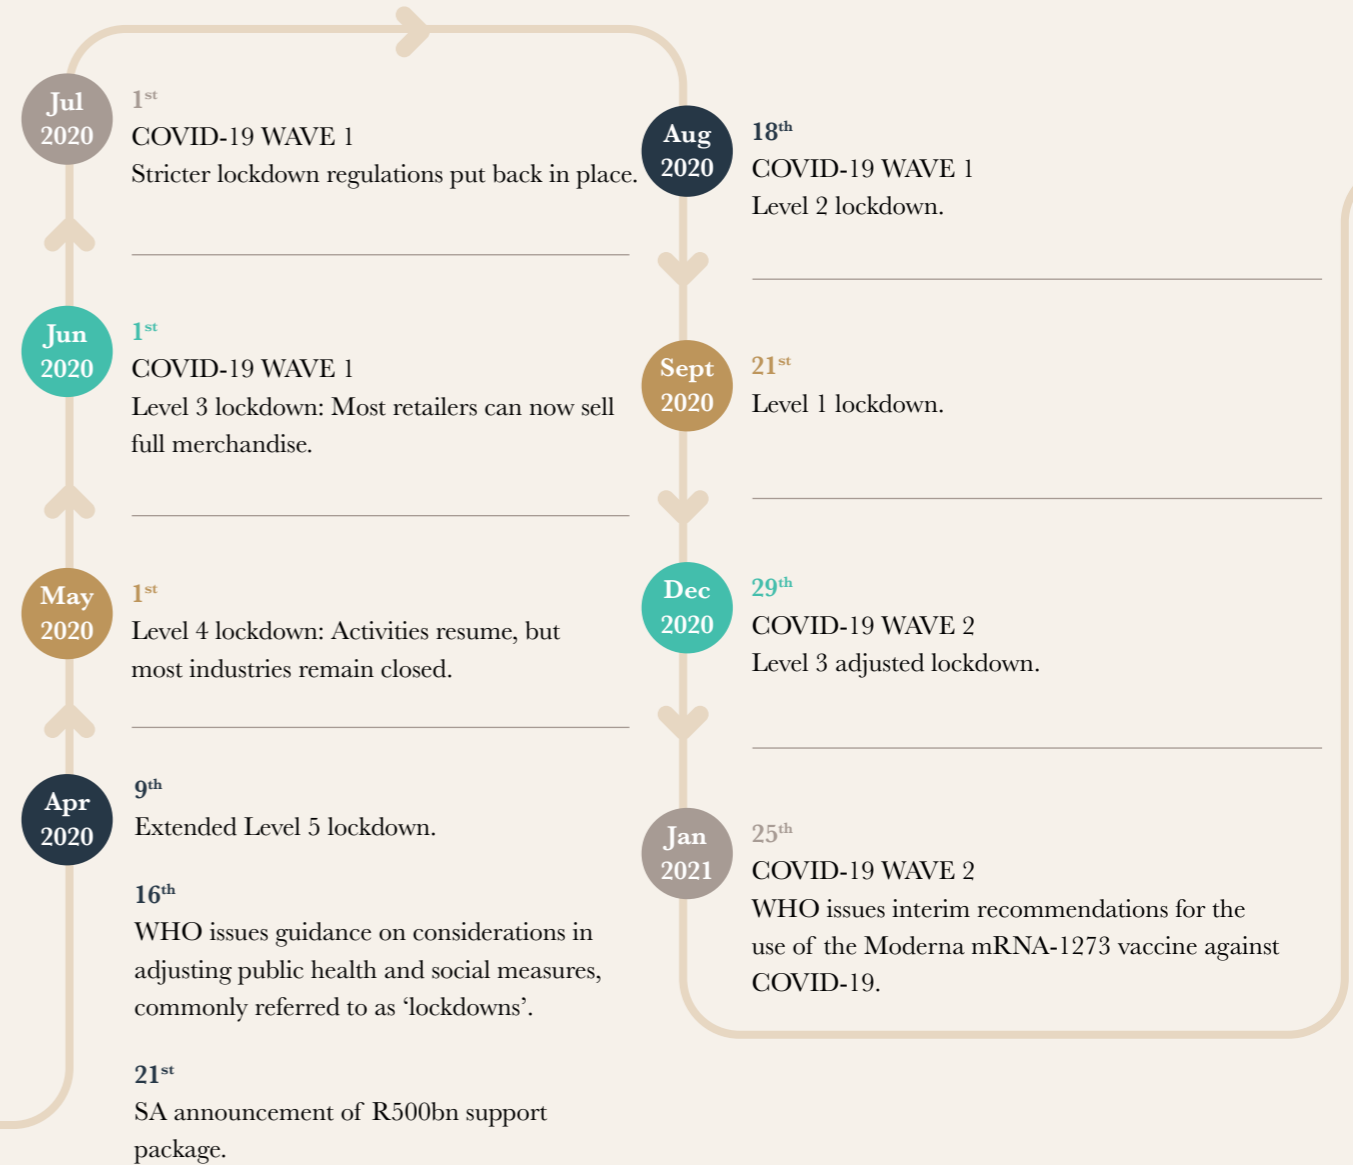 Jul
2020
1st
COVID-19 WAVE 1
Stricter lockdown regulations put back in place.
Jun
2020
1st
COVID-19 WAVE 1
Level 3 lockdown: Most retailers can now sell
full merchandise.
May
2020
1st
Level 4 lockdown: Activities resume, but
most industries remain closed.
Apr
2020
9th
Extended Level 5 lockdown.
16th
WHO issues guidance on considerations in
adjusting public health and social measures,
commonly referred to as ‘lockdowns’.
21st
SA announcement of R500bn support
package.
Aug
2020
18th
COVID-19 WAVE 1
Level 2 lockdown.
Sept
2020
21st
Level 1 lockdown.
Dec
2020
29th
COVID-19 WAVE 2
Level 3 adjusted lockdown.
Jan
2021
25th
COVID-19 WAVE 2
WHO issues interim recommendations for the
use of the Moderna mRNA-1273 vaccine against
COVID-19.